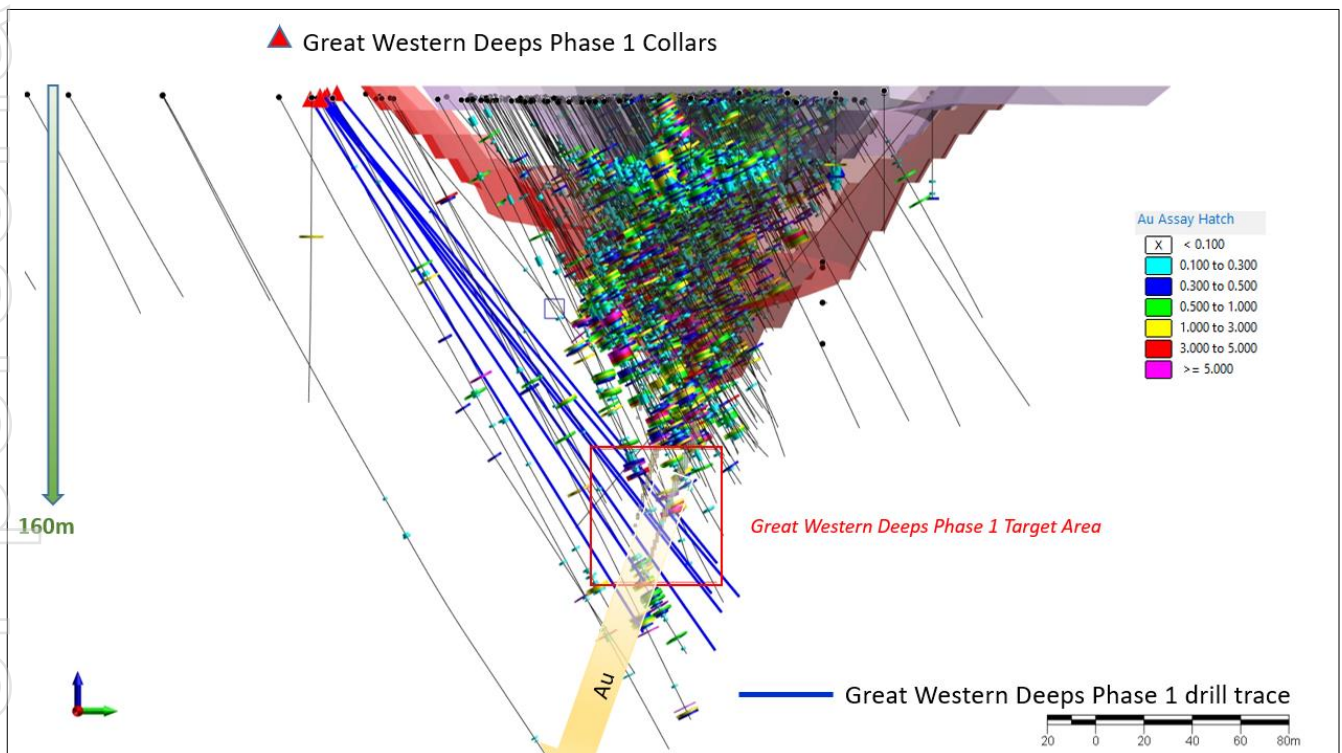 Great Western Deeps Phase 1 Collars
Au Assay Hatch
X < 0.100
0.100 to 0.300
0.300 to 0.500
0.500 to 1.000
1.000 to 3.000
3.000 to 5.000
>= 5.000
160m
Great Western Deeps Phase 1 Target Area
Au
Great Western Deeps Phase 1 drill trace
20 0 20 40 60 80m